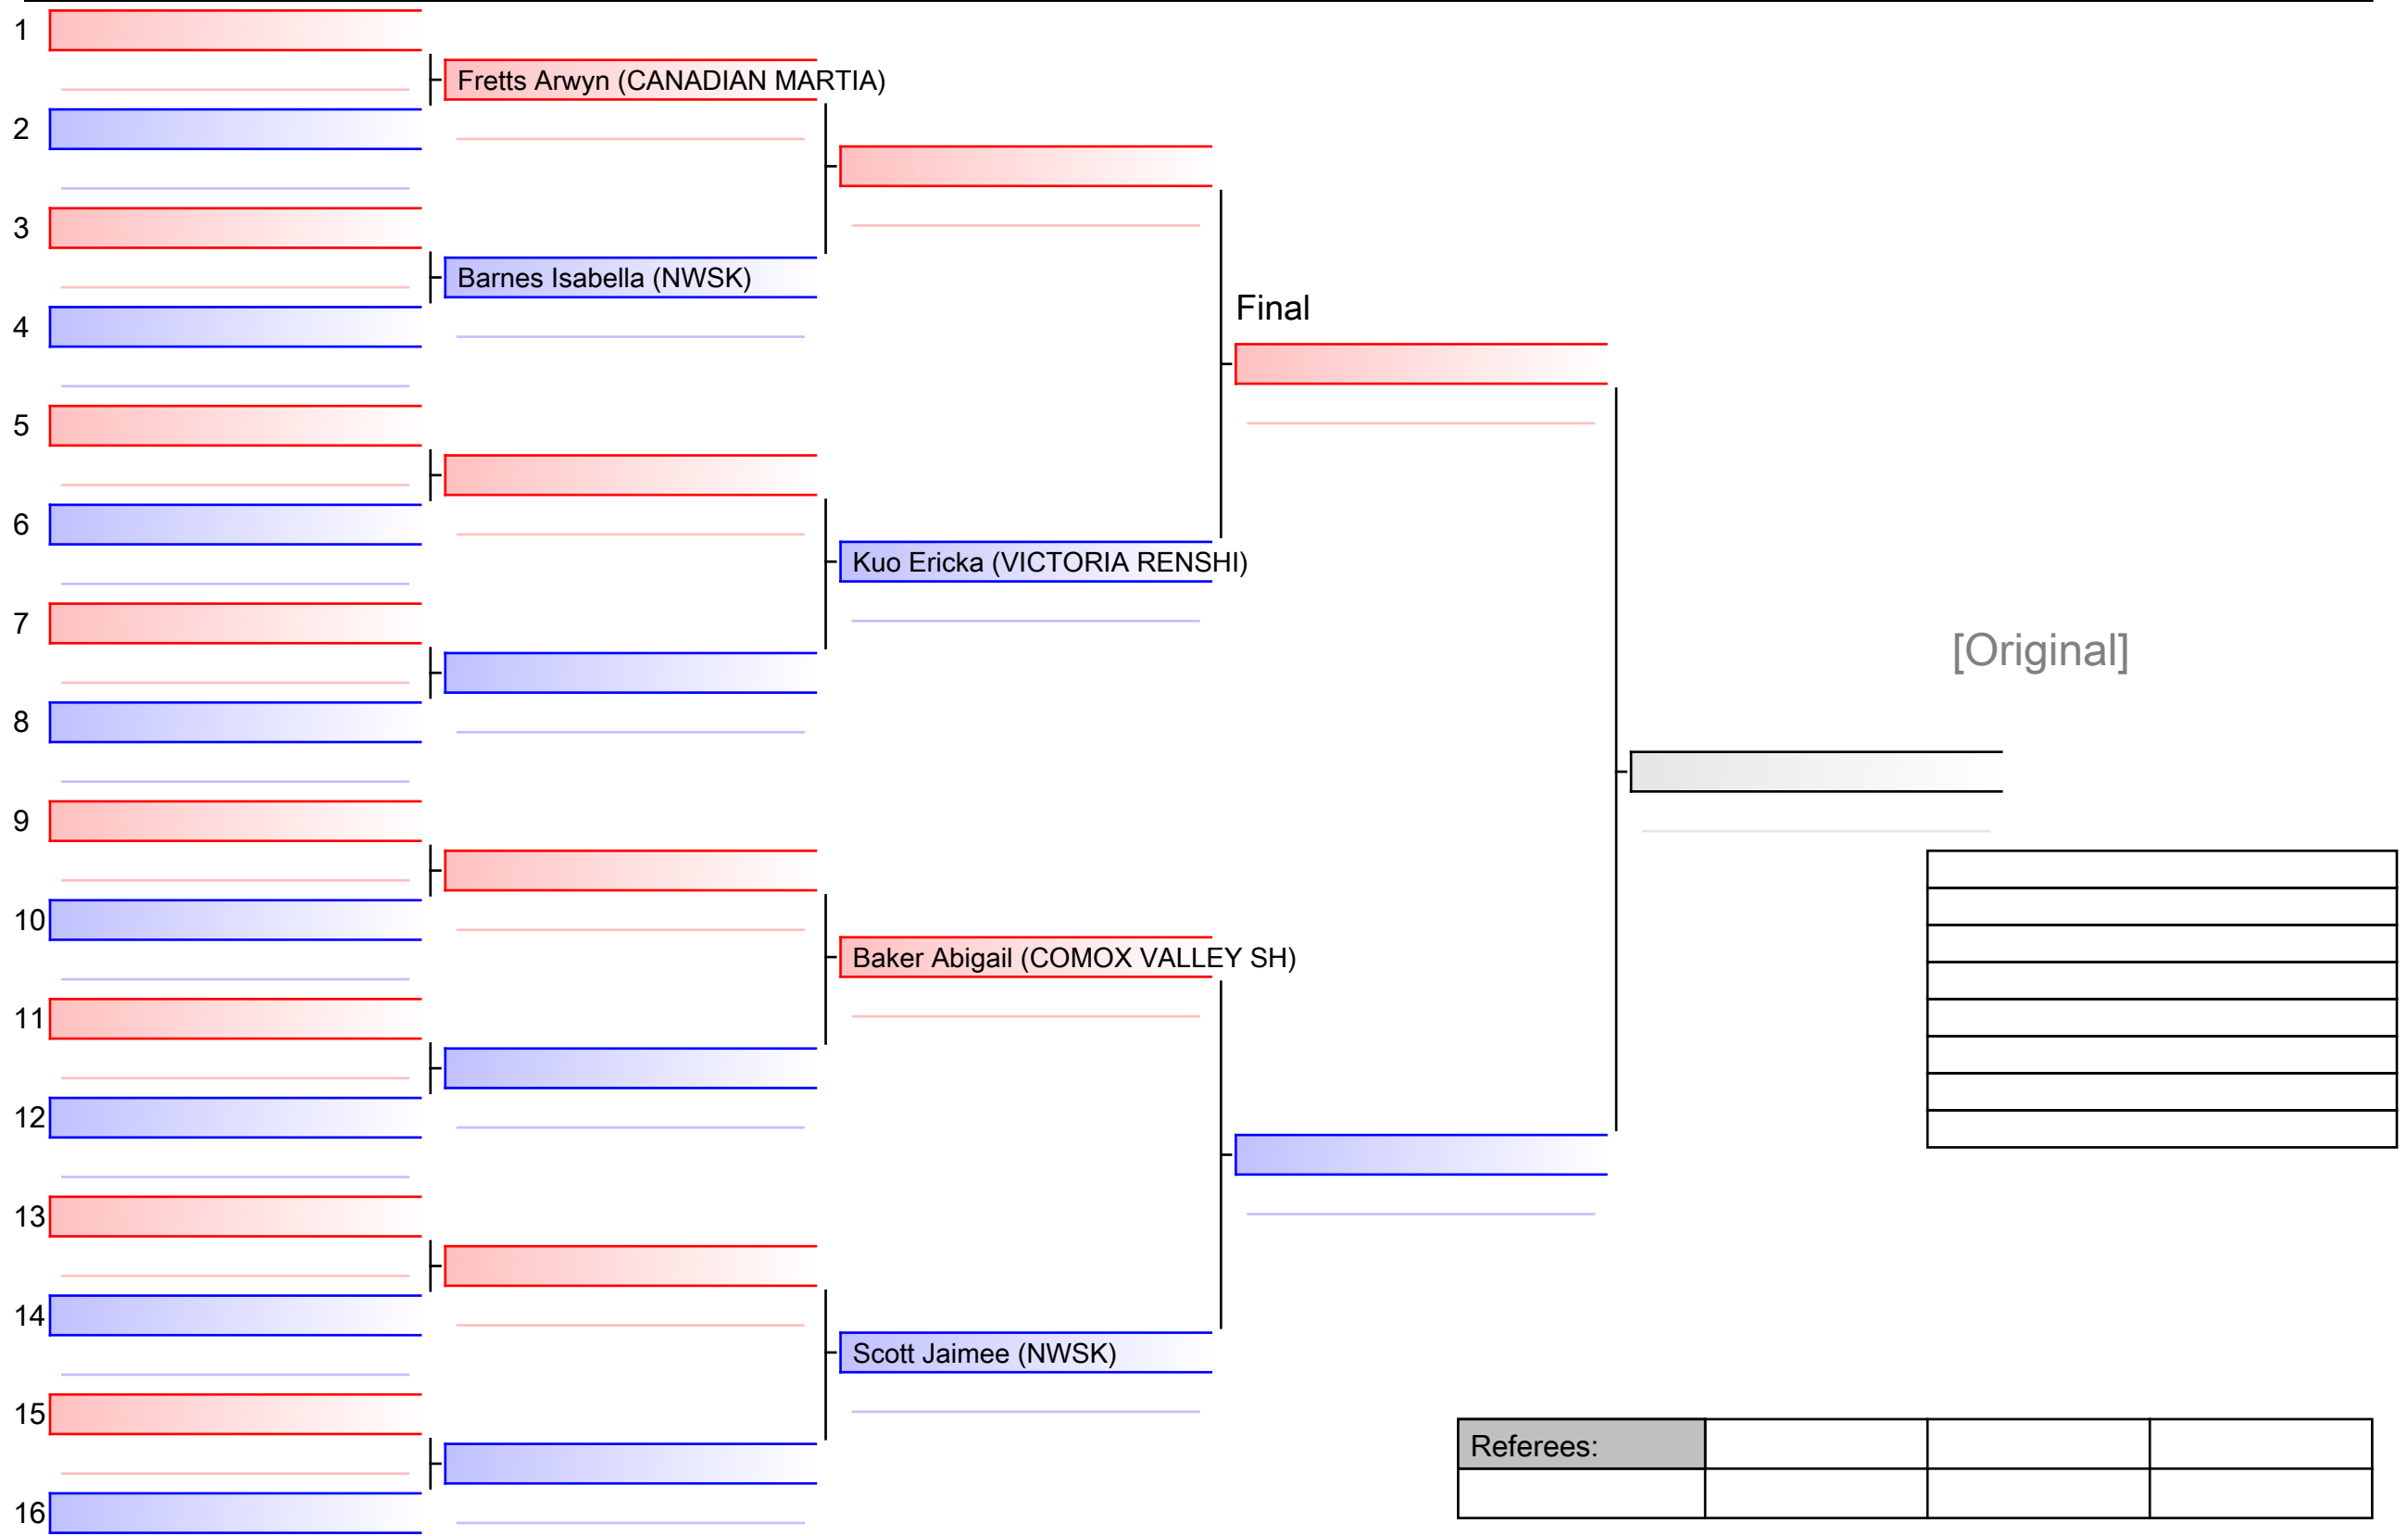 1
Fretts Arwyn (CANADIAN MARTIA)
2
3
Barnes Isabella (NWSK)
4
Final
5
6
Kuo Ericka (VICTORIA RENSHI)
7
[Original]
8
9
10
Baker Abigail (COMOX VALLEY SH)
11
12
13
14
Scott Jaimee (NWSK)
15
Referees:
16